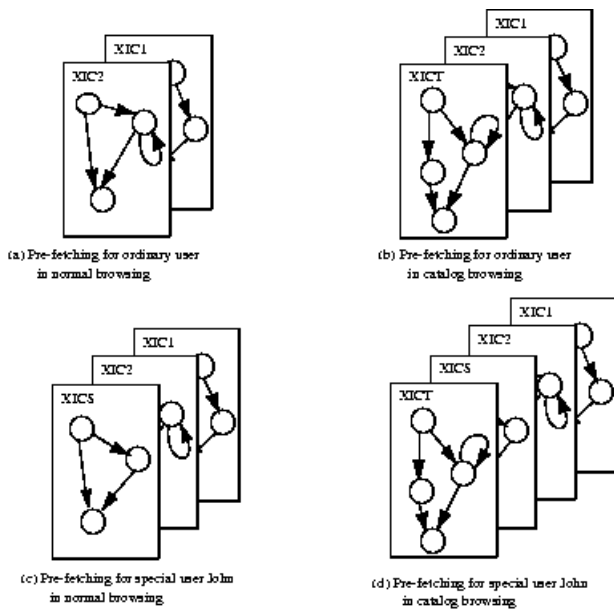 XIC1
XIC2
(a) Pre-fetching for ordinary user
in normal browsing
XIC1
XIC2
XICT
(b) Pre-fetching for ordinary user
in catalog browsing
XIC1
XIC2
XICS
(c) Pre-fetching for special user John
in normal browsing
XIC1
XIC2
XICS
XICT
(d) Pre-fetching for special user John
in catalog browsing